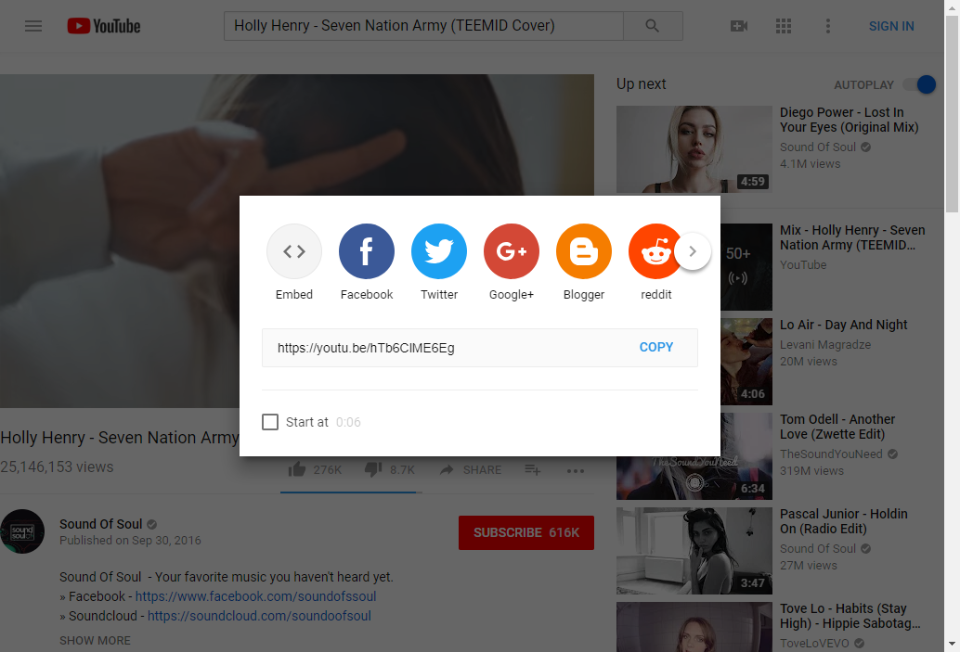 YouTube
Holly Henry - Seven Nation Army (TEEMID Cover)
SIGN IN
Up next
AUTOPLAY
4:59
Diego Power - Lost In
Your Eyes (Original Mix)
Sound Of Soul
4.1M views
50+
Mix - Holly Henry - Seven
Nation Army (TEEMID...
YouTube
4:06
Lo Air - Day And Night
Levani Magradze
20M views
TheSoundYouNeed
6:34
Tom Odell - Another
Love (Zwette Edit)
TheSoundYouNeed
319M views
3:47
Pascal Junior - Holdin
On (Radio Edit)
Sound Of Soul
27M views
Tove Lo - Habits (Stay
High) - Hippie Sabotag...
ToveLoVEVO
Embed
Facebook
Twitter
G+
Google+
Blogger
reddit
https://youtu.be/hTb6CIME6Eg
COPY
Start at 0:06
Holly Henry - Seven Nation Army
25,146,153 views
276K
8.7K
SHARE
sound
soul
Sound Of Soul
Published on Sep 30, 2016
SUBSCRIBE 616K
Sound Of Soul - Your favorite music you haven't heard yet.
» Facebook - https://www.facebook.com/soundofssoul
» Soundcloud - https://soundcloud.com/soundoofsoul
SHOW MORE